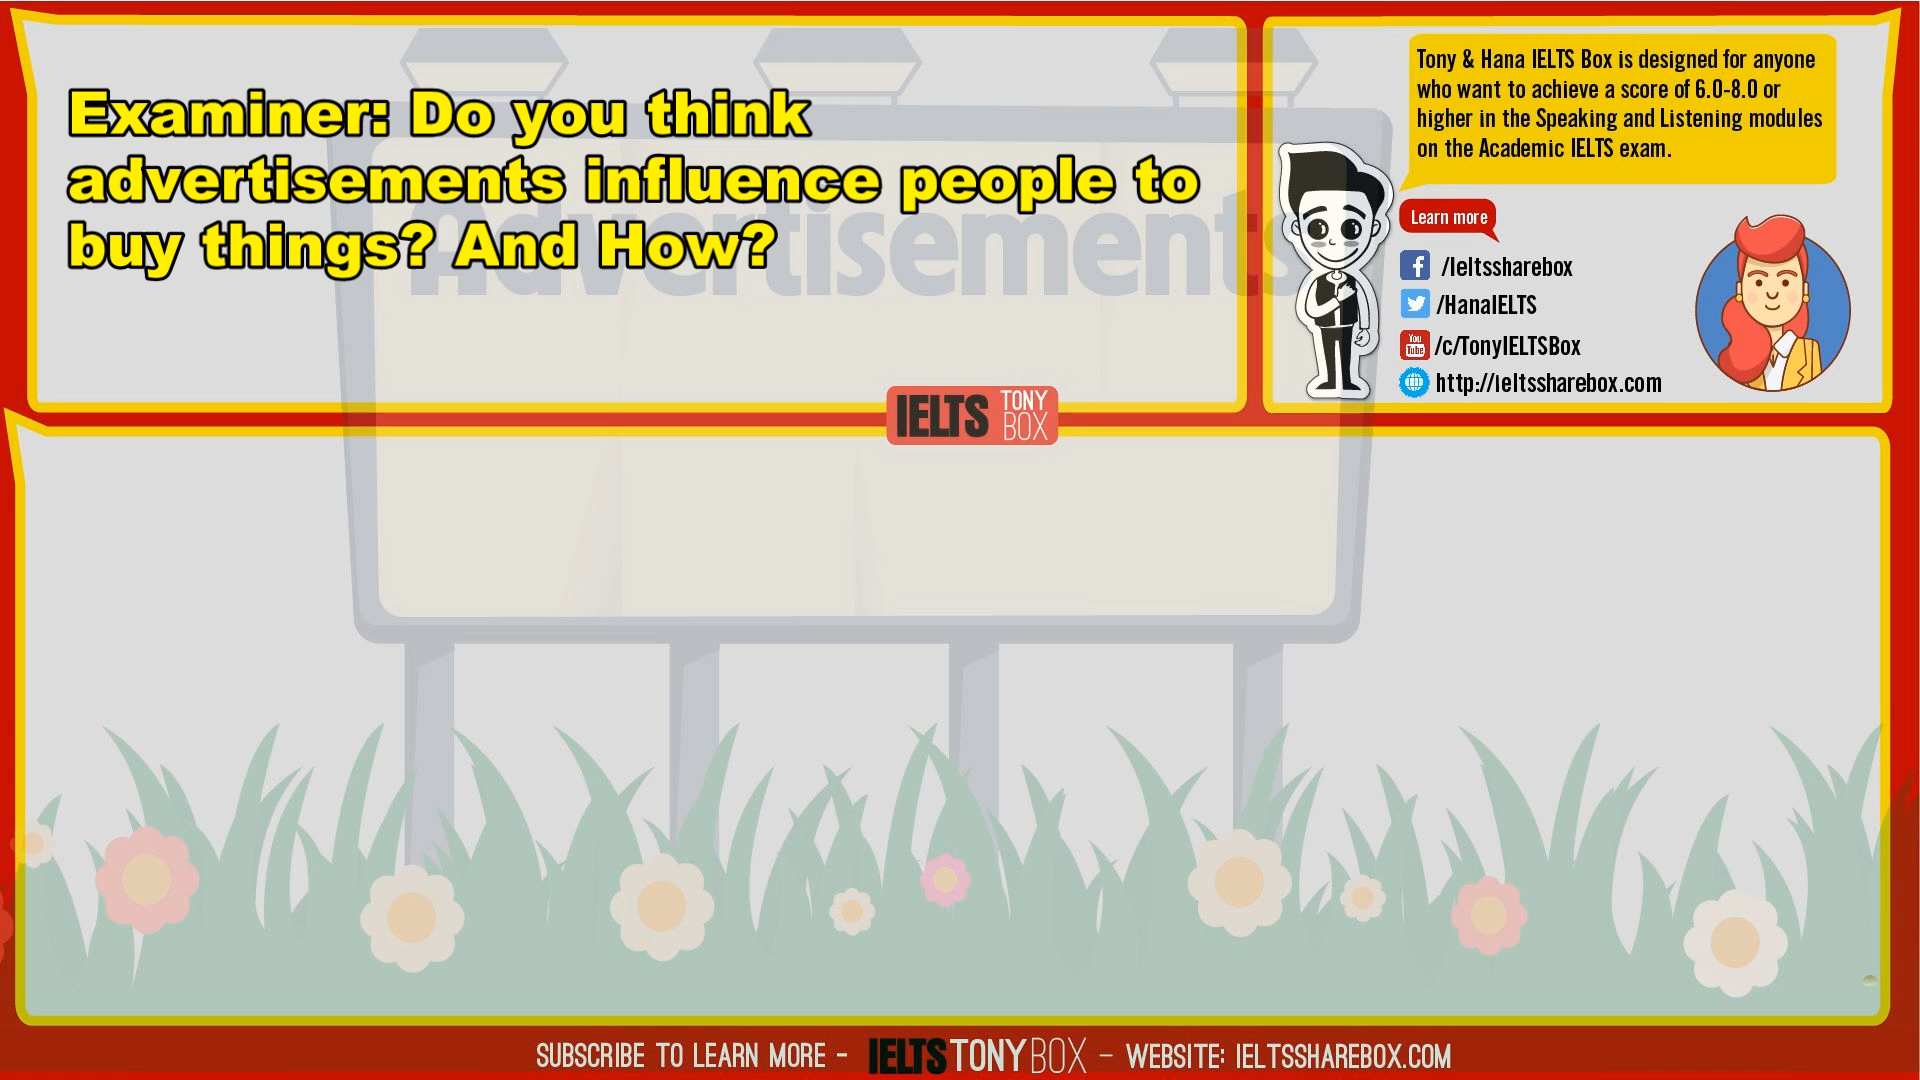 Examiner: Do you think
advertisements influence people to
buy things? And How?
Advertisements
Tony & Hana IELTS Box is designed for anyone
who want to achieve a score of 6.0-8.0 or
higher in the Speaking and Listening modules
on the Academic IELTS exam.
Learn more
/Ieltssharebox
/HanaIELTS
You
Tube
/c/TonyIELTSBox
http://ieltssharebox.com
IELTS TONY
BOX
SUBSCRIBE TO LEARN MORE - IELTS TONY BOX - WEBSITE: IELTSSHAREBOX.COM